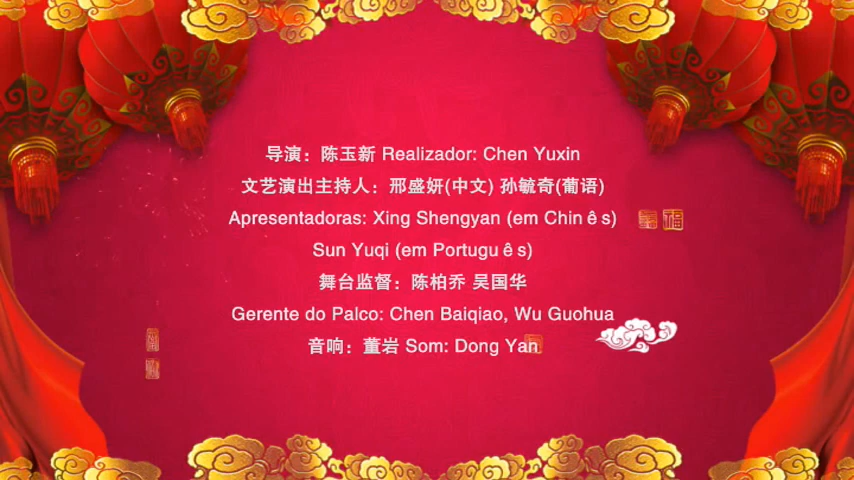 导演：陈玉新 Realizador: Chen Yuxin
文艺演出主持人：邢盛妍(中文) 孙毓奇(葡语)
Apresentadoras: Xing Shengyan (em Chinês)
Sun Yuqi (em Português)
舞台监督：陈柏乔 吴国华
Gerente do Palco: Chen Baiqiao, Wu Guohua
音响：董岩 Som: Dong Yan